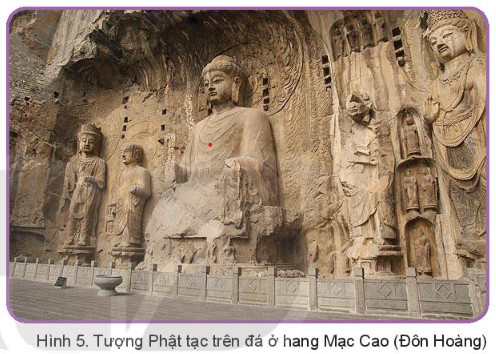 Hình 5. Tượng Phật tạc trên đá ở hang Mạc Cao (Đôn Hoàng)